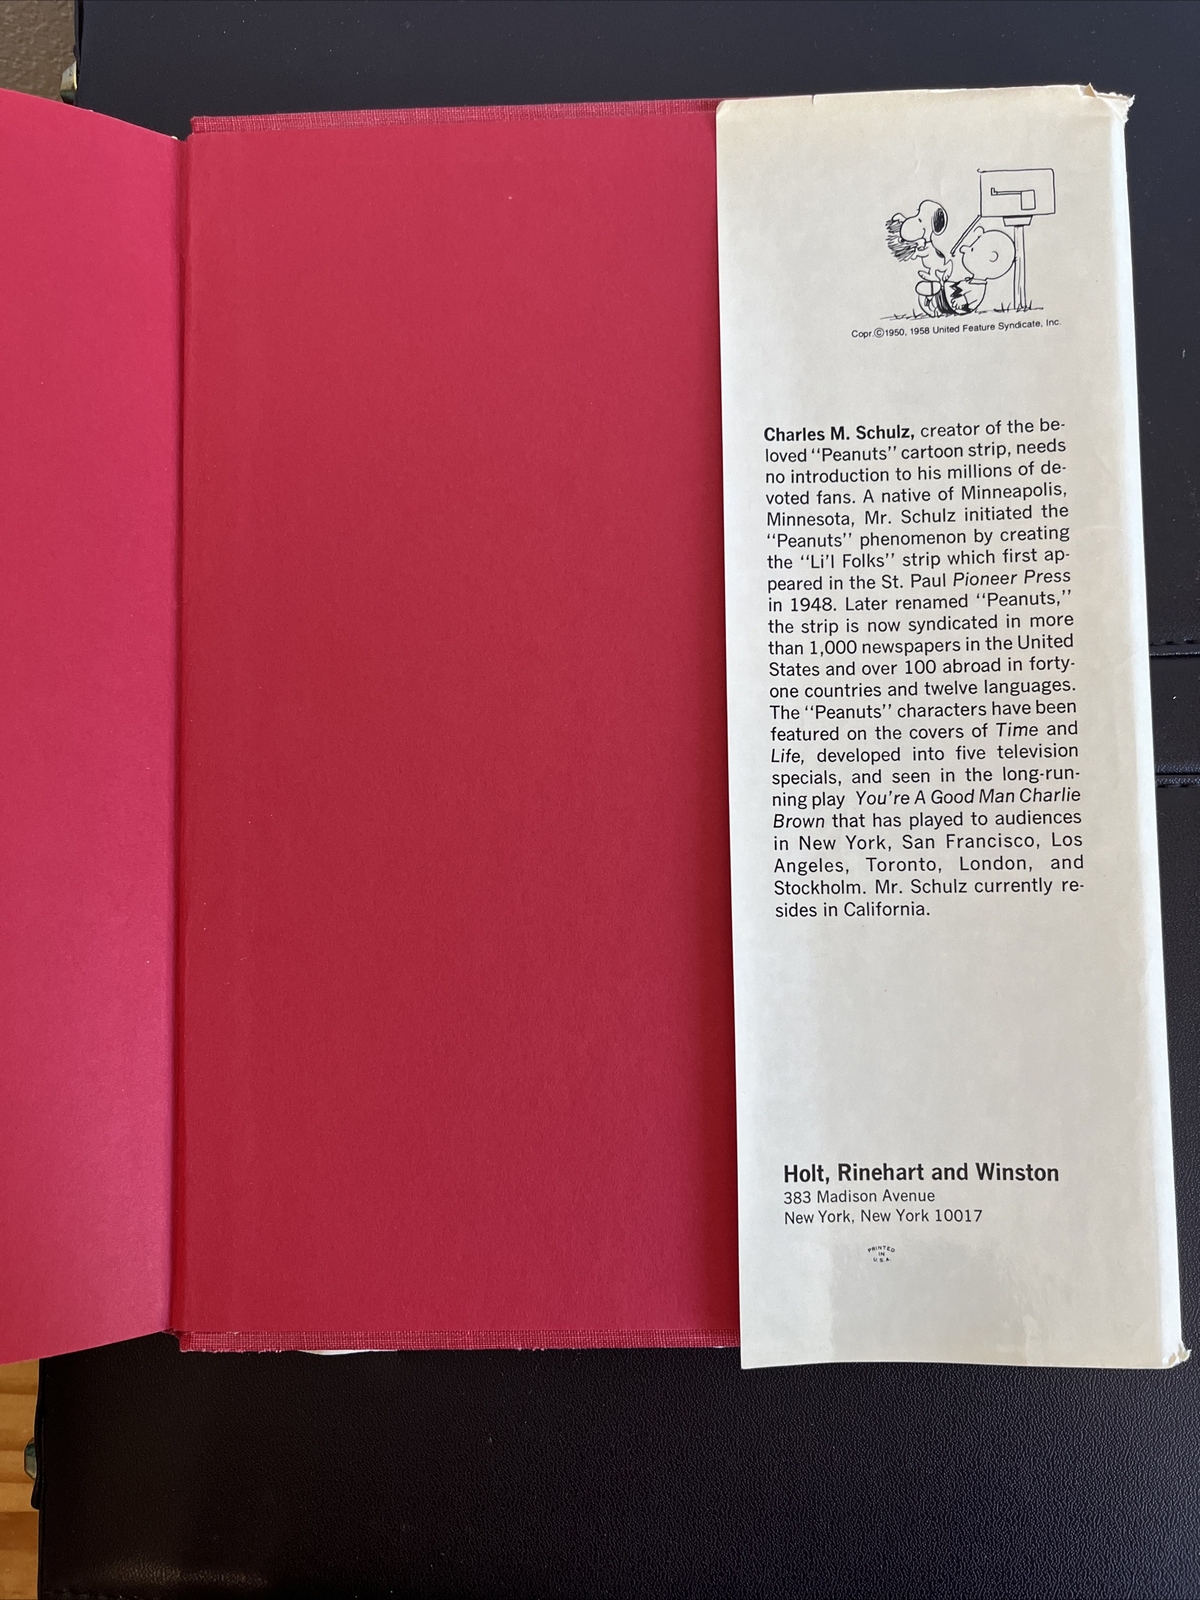 Copr.©1950, 1958 United Feature Syndicate, Inc.
Charles M. Schulz, creator of the be-
loved "Peanuts" cartoon strip, needs
no introduction to his millions of de-
voted fans. A native of Minneapolis,
Minnesota, Mr. Schulz initiated the
"Peanuts" phenomenon by creating
the "Li'l Folks" strip which first ap-
peared in the St. Paul Pioneer Press
in 1948. Later renamed "Peanuts,"
the strip is now syndicated in more
than 1,000 newspapers in the United
States and over 100 abroad in forty-
one countries and twelve languages.
The "Peanuts" characters have been
featured on the covers of Time and
Life, developed into five television
specials, and seen in the long-run-
ning play You're A Good Man Charlie
Brown that has played to audiences
in New York, San Francisco, Los
Angeles, Toronto, London, and
Stockholm. Mr. Schulz currently re-
sides in California.
Holt, Rinehart and Winston
383 Madison Avenue
New York, New York 10017
PRINTED
IN
U.S.A.